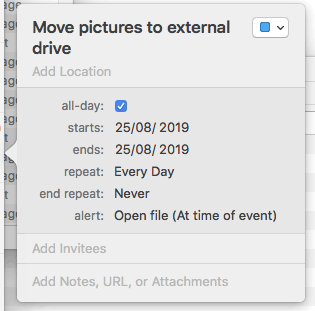 Move pictures to external
drive
Add Location
all-day:
starts: 25/08/ 2019
ends: 25/08/ 2019
repeat: Every Day
end repeat: Never
alert: Open file (At time of event)
Add Invitees
Add Notes, URL, or Attachments